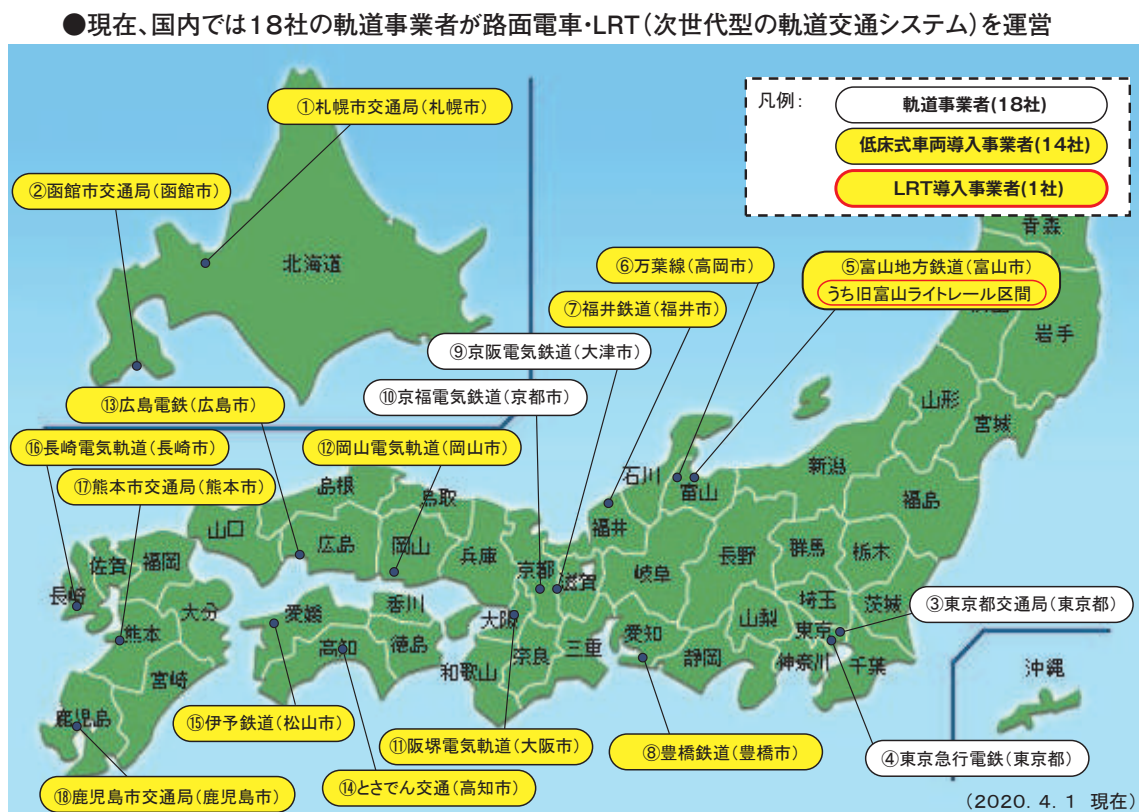 ●現在、国内では18社の軌道事業者が路面電車・LRT(次世代型の軌道交通システム)を運営
凡例:
軌道事業者(18社)
低床式車両導入事業者(14社)
LRT導入事業者(1社)
①札幌市交通局(札幌市)
②函館市交通局(函館市)
北海道
青森
⑥万葉線(高岡市)
⑤富山地方鉄道(富山市)
うち旧富山ライトレール区間
⑦福井鉄道(福井市)
岩手
⑨京阪電気鉄道(大津市)
⑩京福電気鉄道(京都市)
⑬広島電鉄(広島市)
山形
宮城
⑯長崎電気軌道(長崎市)
⑫岡山電気軌道(岡山市)
⑰熊本市交通局(熊本市)
石川
富山
新潟
島根
鳥取
福島
山口
広島
岡山
兵庫
福井
京都
滋賀
岐阜
長野
群馬
栃木
佐賀
福岡
長崎
大分
愛媛
香川
大阪
埼玉
茨城
③東京都交通局(東京都)
熊本
高知
徳島
奈良
三重
愛知
静岡
山梨
東京
神奈川
千葉
和歌山
沖縄
宮崎
鹿児島
⑮伊予鉄道(松山市)
⑪阪堺電気軌道(大阪市)
⑧豊橋鉄道(豊橋市)
④東京急行電鉄(東京都)
⑭とさでん交通(高知市)
⑱鹿児島市交通局(鹿児島市)
(2020. 4. 1 現在)